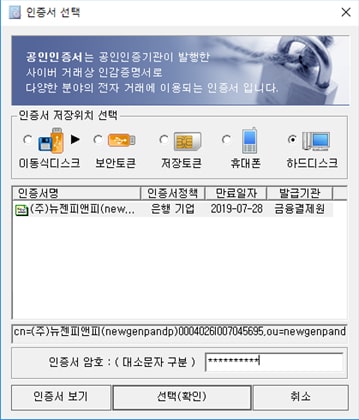 인증서 선택
공인인증서는 공인인증기관이 발행한
사이버 거래상 인감증명서로
다양한 분야의 전자 거래에 이용되는 인증서 입니다.
인증서 저장위치 선택
이동식디스크 보안토큰 저장토큰 휴대폰 하드디스크
인증서명 인증서정책 만료일자 발급기관
(주)뉴젠피앤피(new,,, 은행 기업 2019-07-28 금융결제원
cn=(주)뉴젠피앤피(newgenpandp)0004026I007045695,ou=newgenpand
인증서 암호 : ( 대소문자 구분 ) **********
인증서 보기 선택(확인) 취소